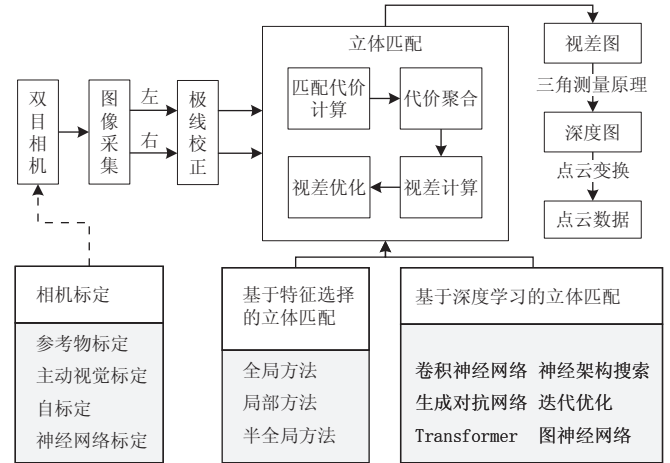 双目相机
图像采集
左
右
极线校正
立体匹配
匹配代价
计算
代价聚合
视差优化
视差计算
视差图
三角测量原理
深度图
点云变换
点云数据
相机标定
参考物标定
主动视觉标定
自标定
神经网络标定
基于特征选择
的立体匹配
全局方法
局部方法
半全局方法
基于深度学习的立体匹配
卷积神经网络 神经架构搜索
生成对抗网络 迭代优化
Transformer 图神经网络